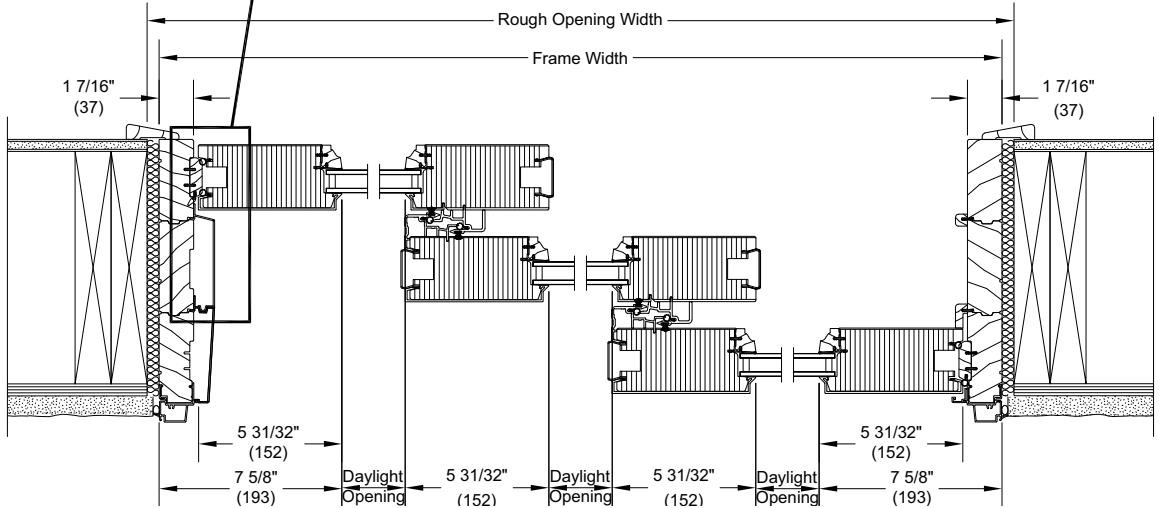 Rough Opening Width
Frame Width
1 7/16"
(37)
1 7/16"
(37)
5 31/32"
(152)
5 31/32"
(152)
7 5/8"
(193)
Daylight
Opening
5 31/32"
(152)
Daylight
Opening
5 31/32"
(152)
Daylight
Opening
7 5/8"
(193)